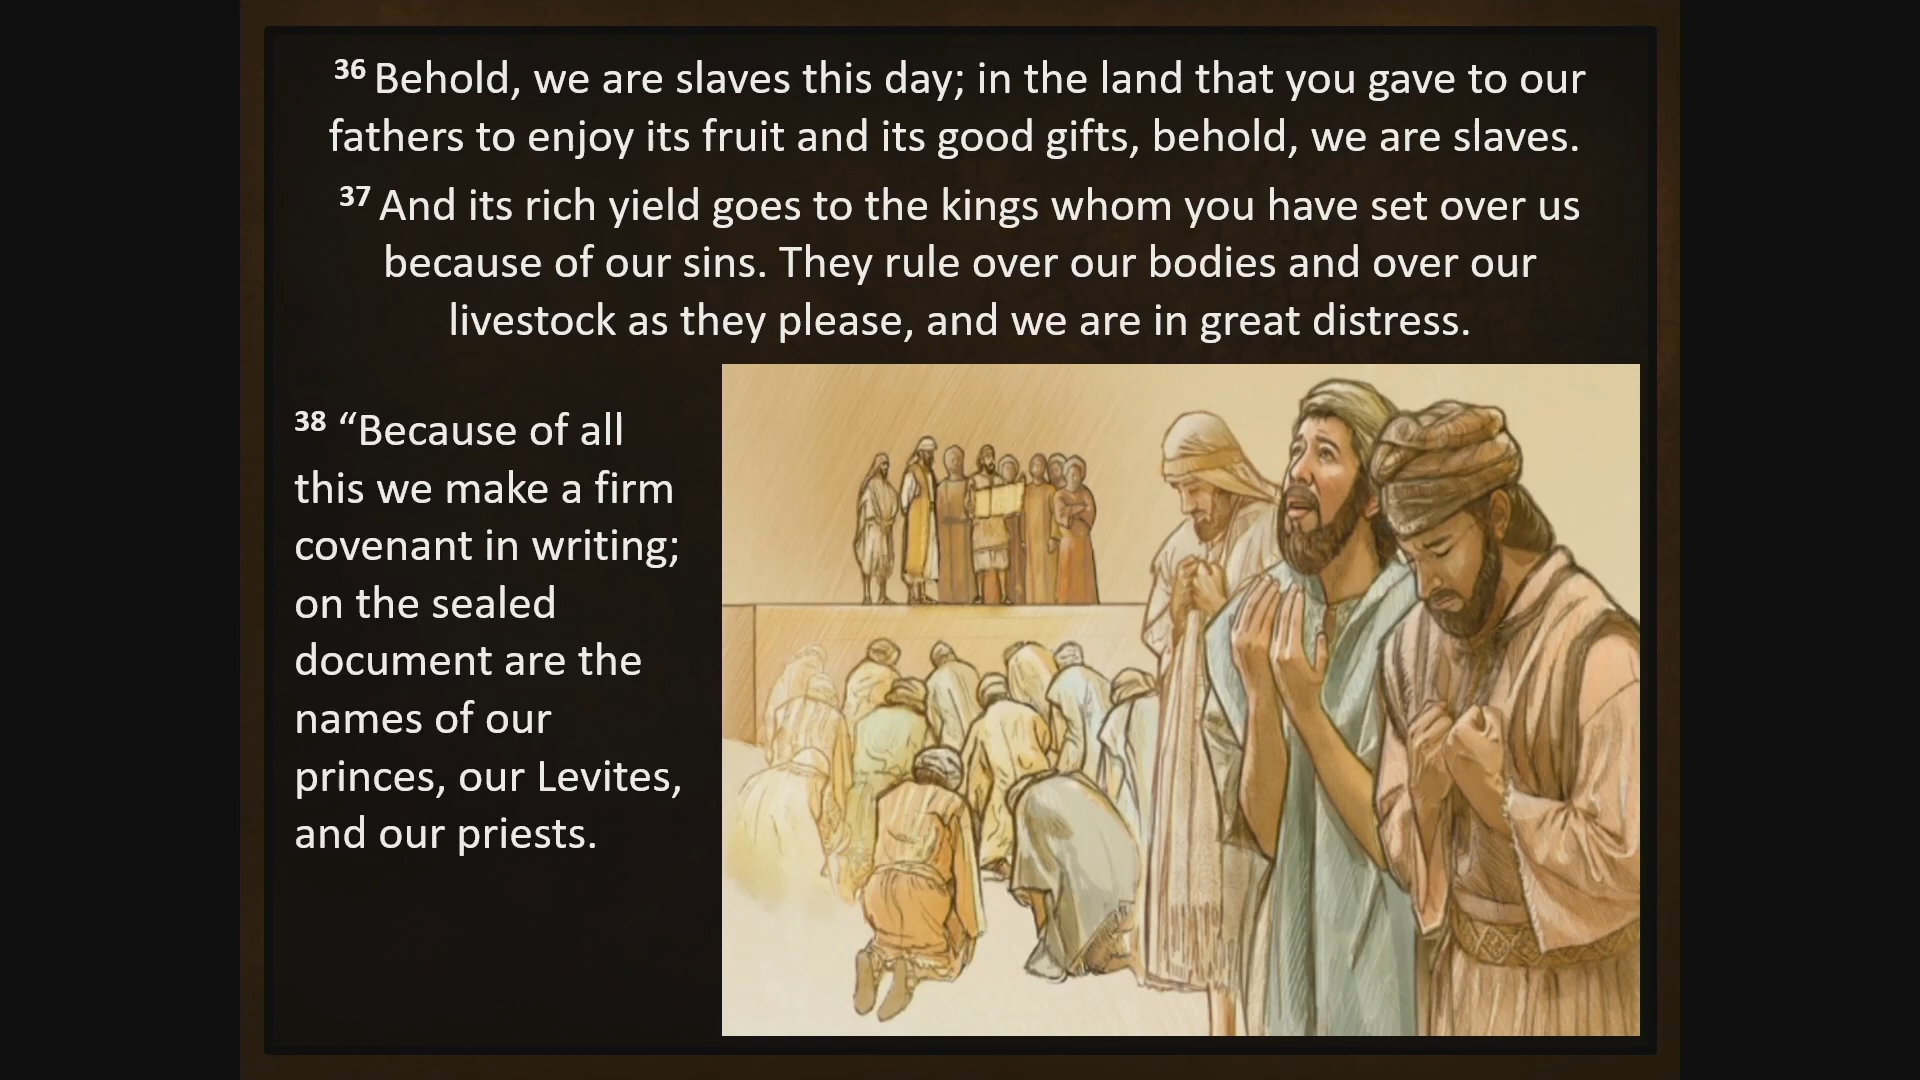 36 Behold, we are slaves this day; in the land that you gave to our
fathers to enjoy its fruit and its good gifts, behold, we are slaves.
37 And its rich yield goes to the kings whom you have set over us
because of our sins. They rule over our bodies and over our
livestock as they please, and we are in great distress.
38 “Because of all
this we make a firm
covenant in writing;
on the sealed
document are the
names of our
princes, our Levites,
and our priests.